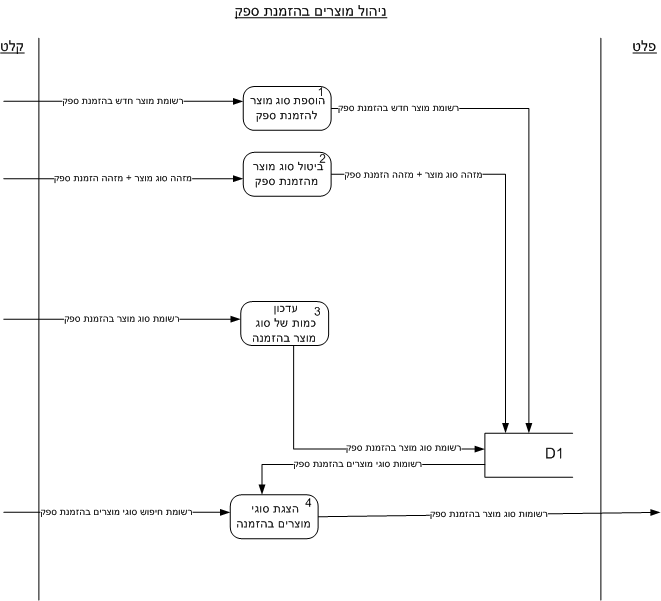 ניהול מוצרים בהזמנת ספק
קלט
פלט
רשומת מוצר חדש בהזמנת ספק
1
הוספת סוג מוצר
להזמנת ספק
רשומת מוצר חדש בהזמנת ספק
מזהה סוג מוצר + מזהה הזמנת ספק
2
ביטול סוג מוצר
מהזמנת ספק
מזהה סוג מוצר + מזהה הזמנת ספק
רשומת סוג מוצר בהזמנת ספק
3
עדכון
כמות של סוג
מוצר בהזמנה
רשומת סוג מוצר בהזמנת ספק
D1
רשומות סוגי מוצרים בהזמנת ספק
רשומת חיפוש סוגי מוצרים בהזמנת ספק
4
הצגת סוגי
מוצרים בהזמנה
רשומות סוג מוצר בהזמנת ספק